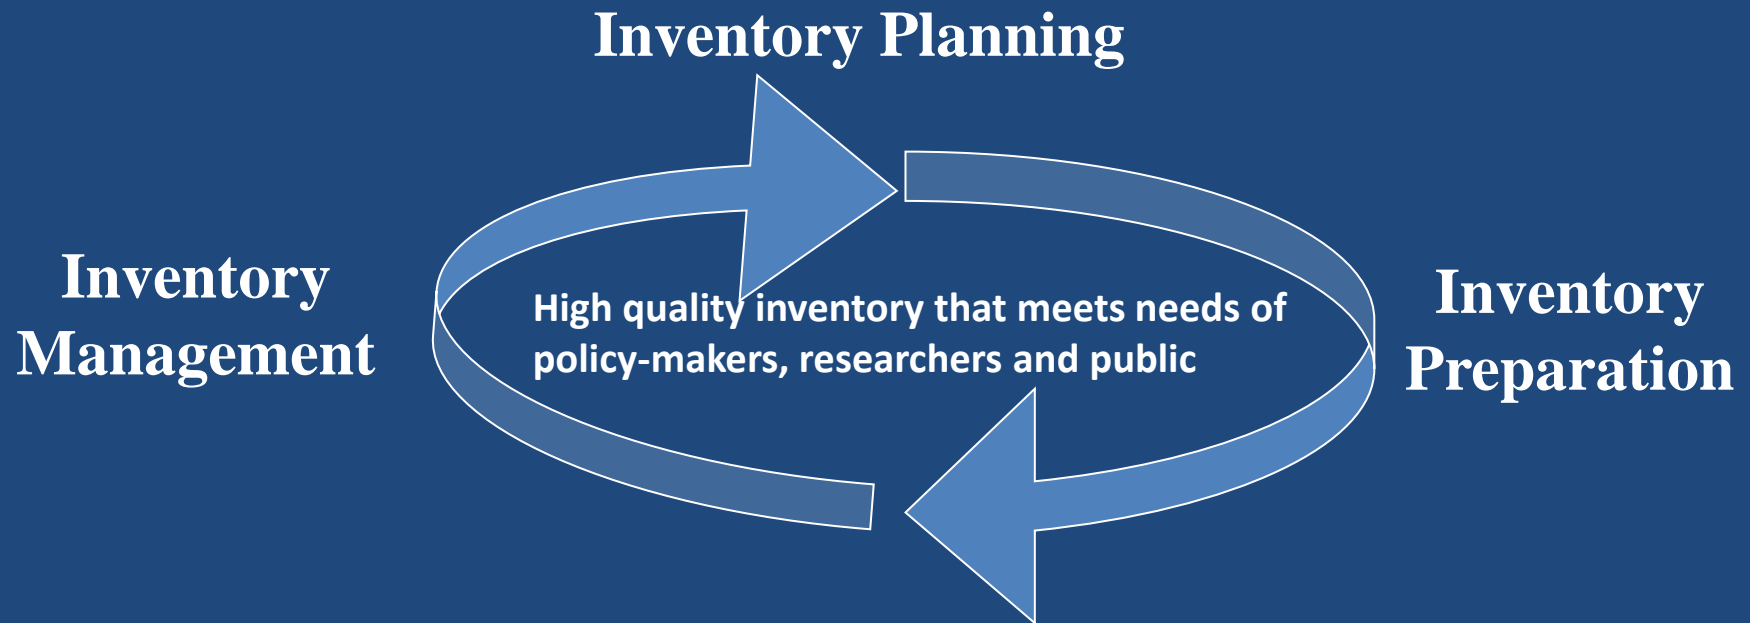 Inventory Planning
Inventory
Management
High quality inventory that meets needs of
policy-makers, researchers and public
Inventory
Preparation